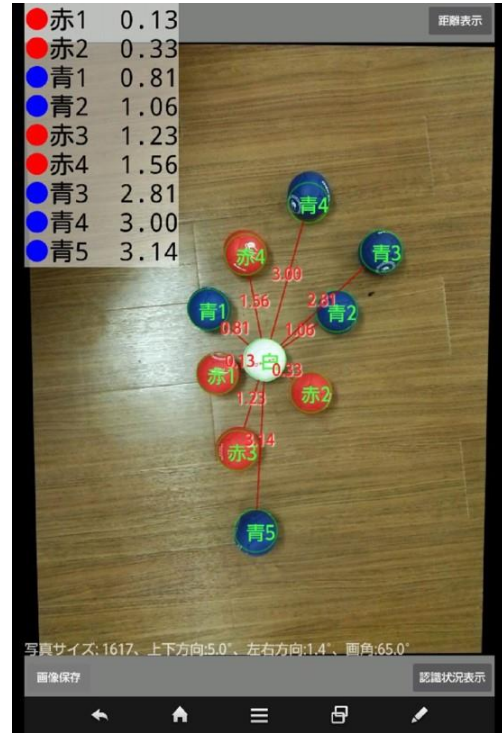 赤1 0.13
赤2 0.33
青1 0.81
青2 1.06
赤3 1.23
赤4 1.56
青3 2.81
青4 3.00
青5 3.14
距離表示
青4
赤4
青3
3.00
1.56
2.81
青1
青2
0.81
1.06
0.13
白
0.33
赤1
赤2
1.23
3.14
赤3
青5
写真サイズ: 1617、上下方向:5.0°、左右方向:1.4°、画角:65.0°
画像保存
認識状況表示